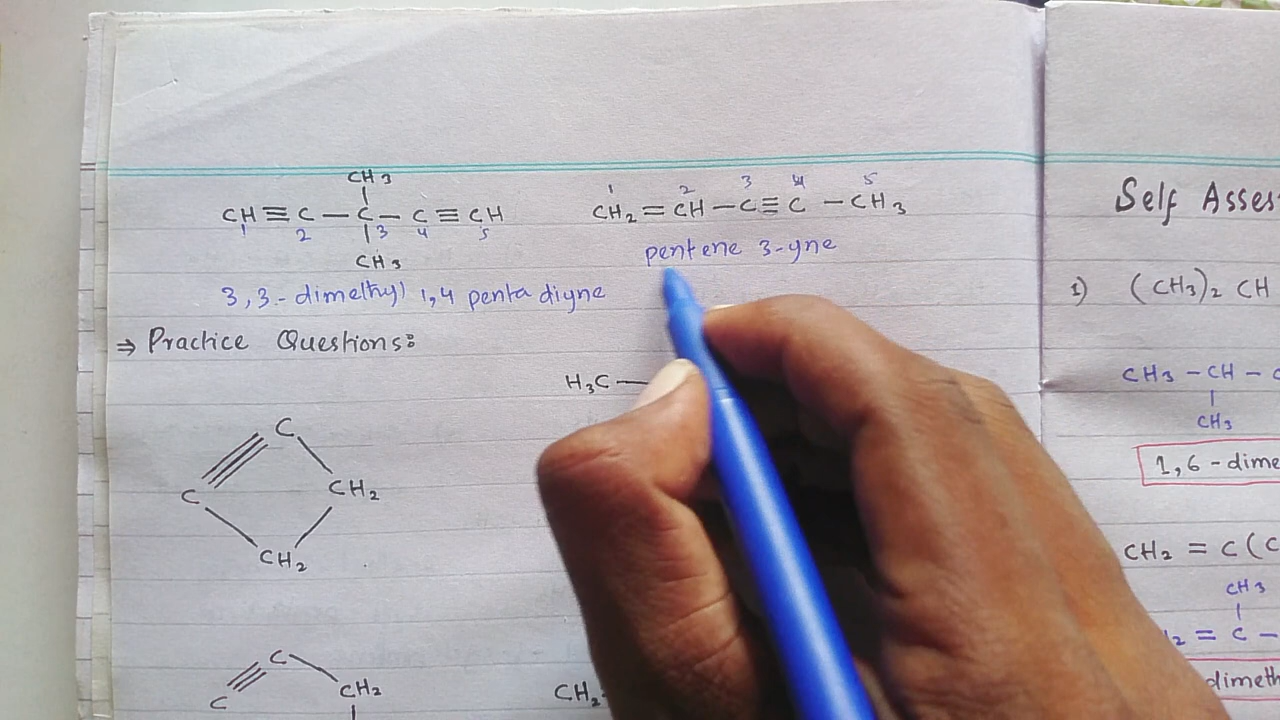 CH3
CH≡C-C-C≡CH
1 2 3 4 5
CH3
3,3-dimethyl 1,4 pentadiyne
1 2 3 4 5
CH2=CH-C≡C-CH3
pentene 3-yne
⇒ Practice Questions:
H3C-
C
C
CH2
CH2
C
C
CH2
CH2
Self Asses
1) (CH3)2 CH
CH3-CH-C
CH3
1,6-dime
CH2=C(C
CH3
2=C-
dimeth